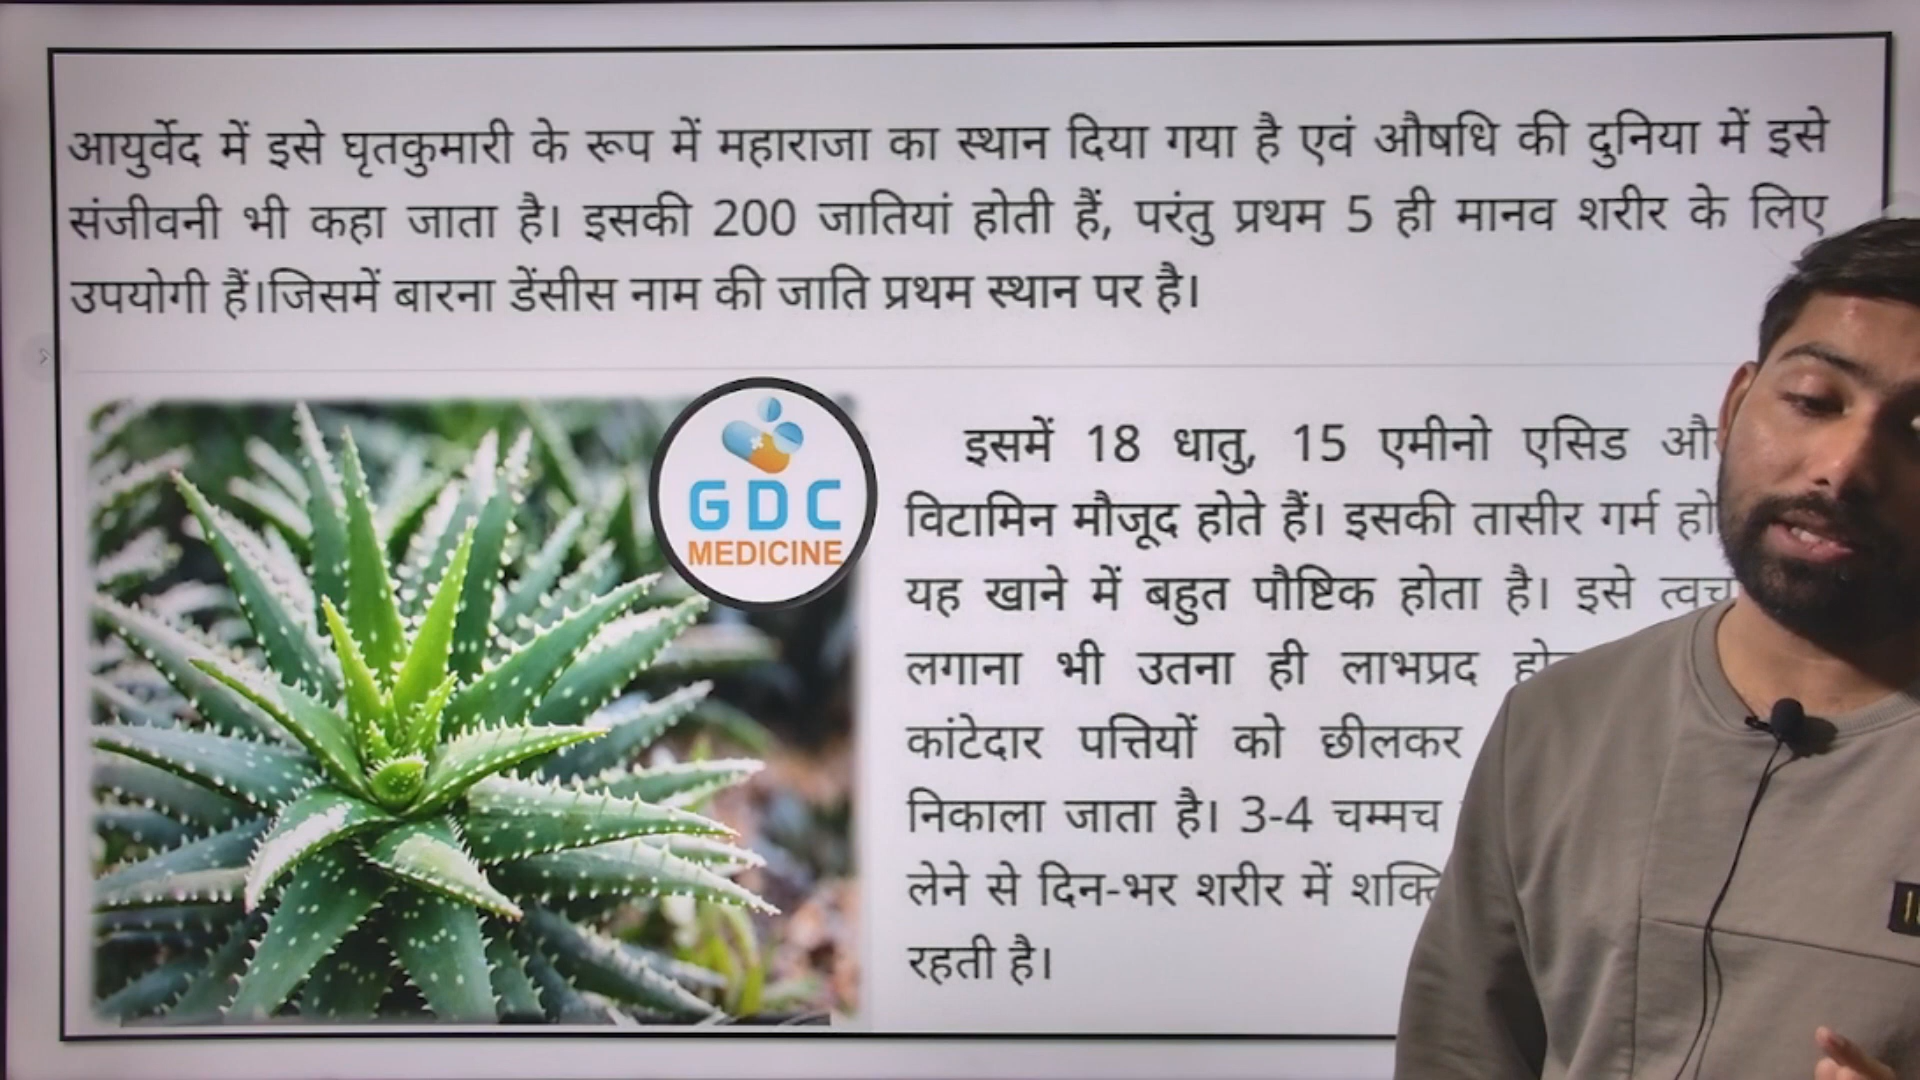 आयुर्वेद में इसे घृतकुमारी के रूप में महाराजा का स्थान दिया गया है एवं औषधि की दुनिया में इसे
संजीवनी भी कहा जाता है। इसकी 200 जातियां होती हैं, परंतु प्रथम 5 ही मानव शरीर के लिए
उपयोगी हैं।जिसमें बारना डेंसीस नाम की जाति प्रथम स्थान पर है।
GDC
MEDICINE
इसमें 18 धातु, 15 एमीनो एसिड
विटामिन मौजूद होते हैं। इसकी तासीर गर्म
यह खाने में बहुत पौष्टिक होता है। इसे
लगाना भी उतना ही लाभप्रद
कांटेदार पत्तियों को छीलकर
निकाला जाता है। 3-4 चम्मच
लेने से दिन-भर शरीर में
रहती है।